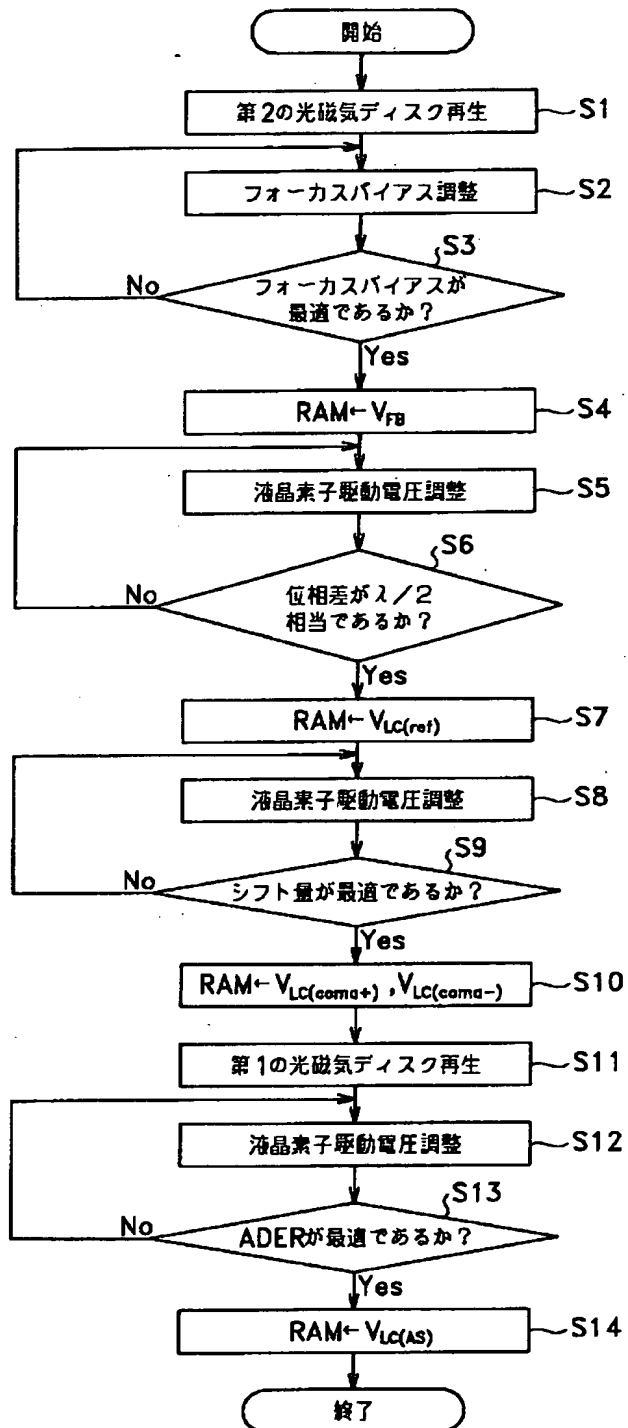 開始
第2の光磁気ディスク再生
S1
フォーカスバイアス調整
S2
S3
フォーカスバイアスが
最適であるか?
No
Yes
RAM←V_FB
S4
液晶素子駆動電圧調整
S5
S6
位相差がλ/2
相当であるか?
No
Yes
RAM←V_LC(ref)
S7
液晶素子駆動電圧調整
S8
S9
シフト量が最適であるか?
No
Yes
RAM←V_LC(coma+) ,V_LC(coma-)
S10
第1の光磁気ディスク再生
S11
液晶素子駆動電圧調整
S12
S13
ADERが最適であるか?
No
Yes
RAM←V_LC(AS)
S14
終了